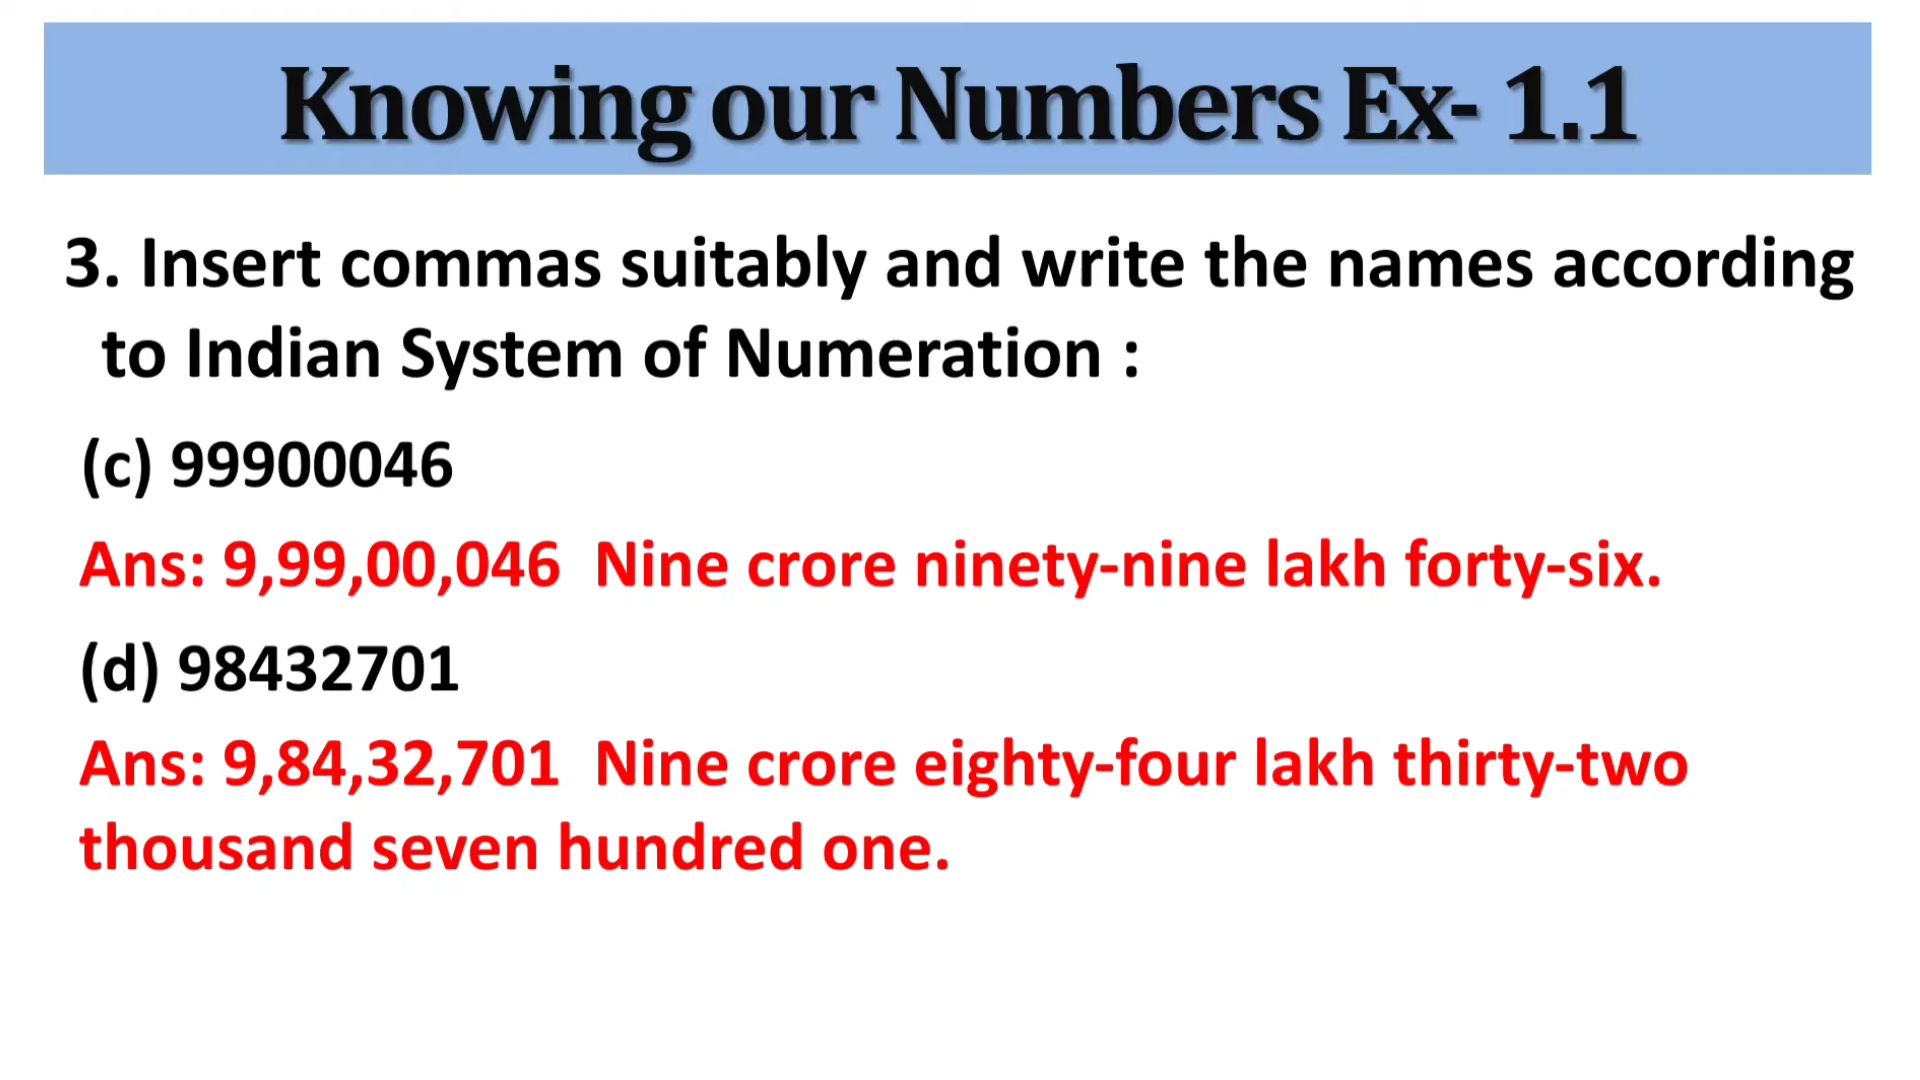 Knowing our Numbers Ex- 1.1
3. Insert commas suitably and write the names according
to Indian System of Numeration :
(c) 99900046
Ans: 9,99,00,046 Nine crore ninety-nine lakh forty-six.
(d) 98432701
Ans: 9,84,32,701 Nine crore eighty-four lakh thirty-two
thousand seven hundred one.